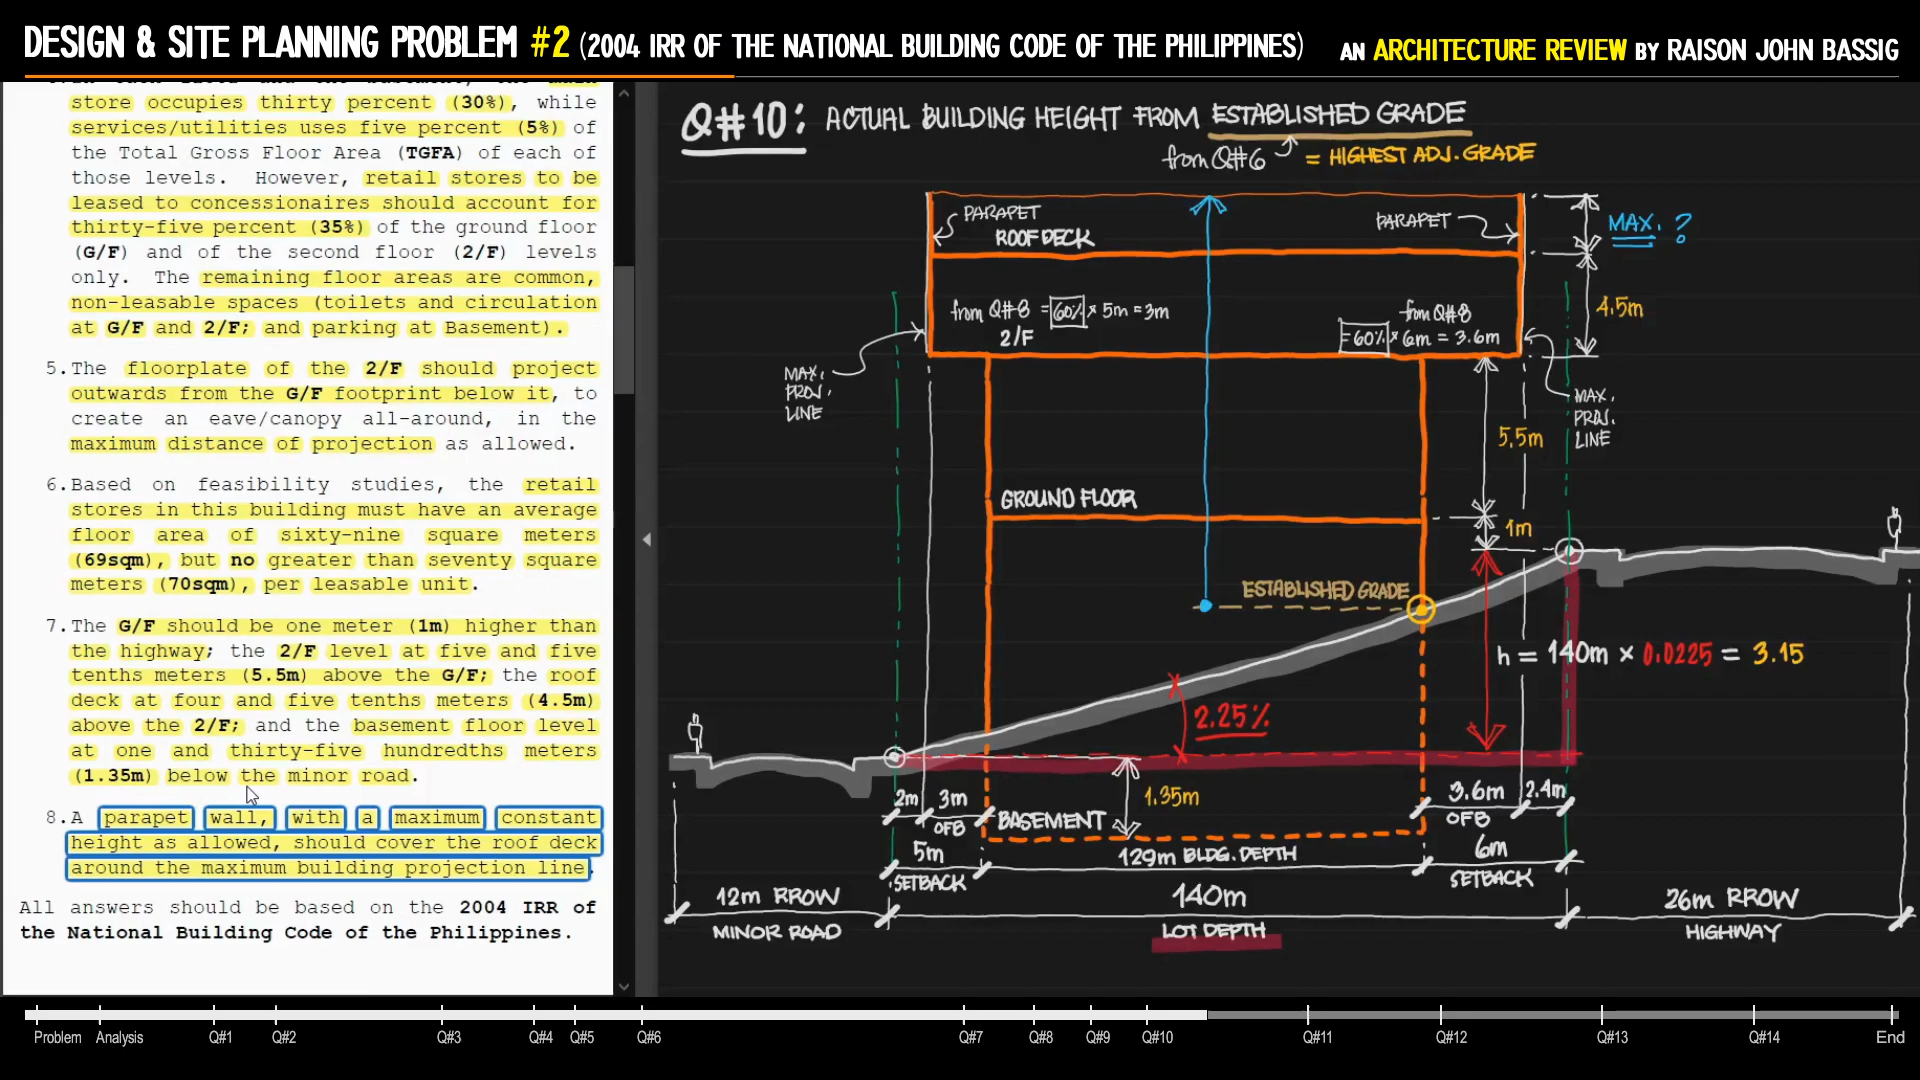 DESIGN & SITE PLANNING PROBLEM #2 (2004 IRR OF THE NATIONAL BUILDING CODE OF THE PHILIPPINES)
AN ARCHITECTURE REVIEW BY RAISON JOHN BASSIG
store occupies thirty percent (30%), while
services/utilities uses five percent (5%) of
the Total Gross Floor Area (TGFA) of each of
those levels. However, retail stores to be
leased to concessionaires should account for
thirty-five percent (35%) of the ground floor
(G/F) and of the second floor (2/F) levels
only. The remaining floor areas are common,
non-leasable spaces (toilets and circulation
at G/F and 2/F; and parking at Basement).
5. The floorplate of the 2/F should project
outwards from the G/F footprint below it, to
create an eave/canopy all-around, in the
maximum distance of projection as allowed.
6. Based on feasibility studies, the retail
stores in this building must have an average
floor area of sixty-nine square meters
(69sqm), but no greater than seventy square
meters (70sqm), per leasable unit.
7. The G/F should be one meter (1m) higher than
the highway; the 2/F level at five and five
tenths meters (5.5m) above the G/F; the roof
deck at four and five tenths meters (4.5m)
above the 2/F; and the basement floor level
at one and thirty-five hundredths meters
(1.35m) below the minor road.
8. A parapet wall, with a maximum constant
height as allowed, should cover the roof deck
around the maximum building projection line.
All answers should be based on the 2004 IRR of
the National Building Code of the Philippines.
Q#10: ACTUAL BUILDING HEIGHT FROM ESTABLISHED GRADE
from Q#6 = HIGHEST ADJ. GRADE
PARAPET
ROOF DECK
PARAPET
MAX. ?
from Q#8 = 60% × 5m = 3m
2/F
from Q#8
= 60% × 6m = 3.6m
4.5m
MAX.
PROJ.
LINE
MAX.
PROJ.
LINE
5.5m
GROUND FLOOR
1m
ESTABLISHED GRADE
h = 140m × 0.0225 = 3.15
2.25%
2m
3m
OFB
1.35m
BASEMENT
3.6m
OFB
2.4m
5m
SETBACK
129m BLDG. DEPTH
6m
SETBACK
12m RROW
MINOR ROAD
140m
LOT DEPTH
26m RROW
HIGHWAY
Problem
Analysis
Q#1
Q#2
Q#3
Q#4
Q#5
Q#6
Q#7
Q#8
Q#9
Q#10
Q#11
Q#12
Q#13
Q#14
End